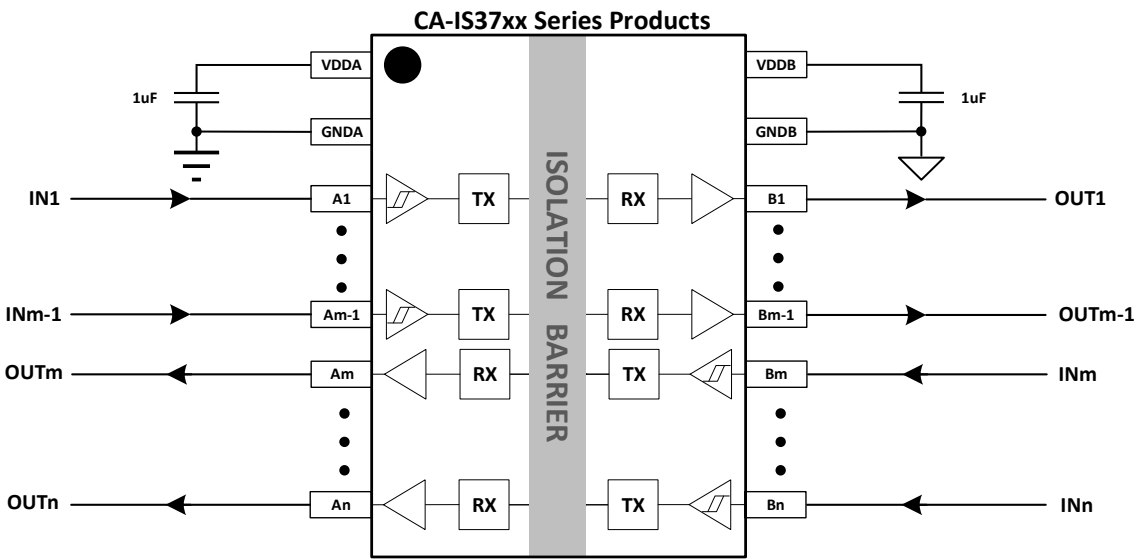 CA-IS37xx Series Products
VDDA
VDDB
1uF
1uF
GNDA
GNDB
IN1
A1
TX
RX
B1
OUT1
ISOLATION BARRIER
INm-1
Am-1
TX
RX
Bm-1
OUTm-1
OUTm
Am
RX
TX
Bm
INm
OUTn
An
RX
TX
Bn
INn